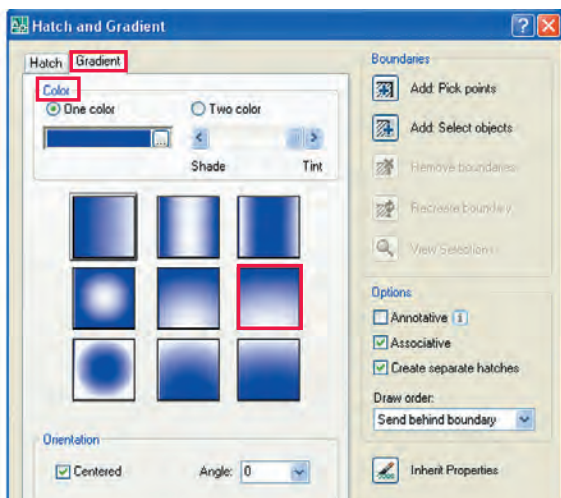 Hatch and Gradient
Hatch Gradient
Color
One color Two color
Shade Tint
Orientation
Centered Angle: 0
Boundaries
Add: Pick points
Add: Select objects
Remove boundaries
Recreate boundary
View Selections
Options
Annotative
Associative
Create separate hatches
Draw order:
Send behind boundary
Inherit Properties